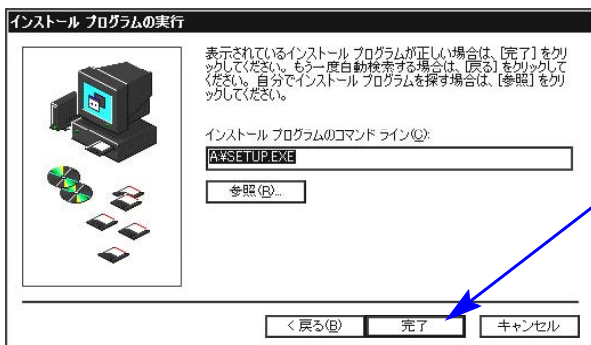 インストール プログラムの実行
表示されているインストール プログラムが正しい場合は、[完了] をクリ
ックしてください。もう一度自動検索する場合は、[戻る] をクリックして
ください。自分でインストール プログラムを探す場合は、[参照] をクリ
ックしてください。
インストール プログラムのコマンド ライン(C):
A:¥SETUP.EXE
参照(R)...
< 戻る(B)
完了
キャンセル